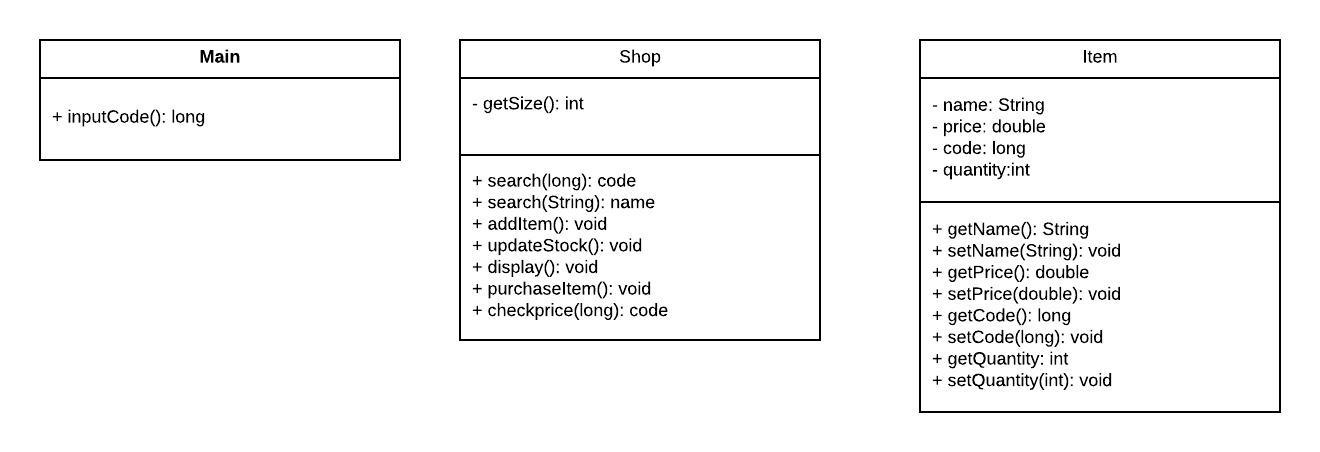 Main
+ inputCode(): long
Shop
- getSize(): int
+ search(long): code
+ search(String): name
+ addItem(): void
+ updateStock(): void
+ display(): void
+ purchaseItem(): void
+ checkprice(long): code
Item
- name: String
- price: double
- code: long
- quantity:int
+ getName(): String
+ setName(String): void
+ getPrice(): double
+ setPrice(double): void
+ getCode(): long
+ setCode(long): void
+ getQuantity: int
+ setQuantity(int): void